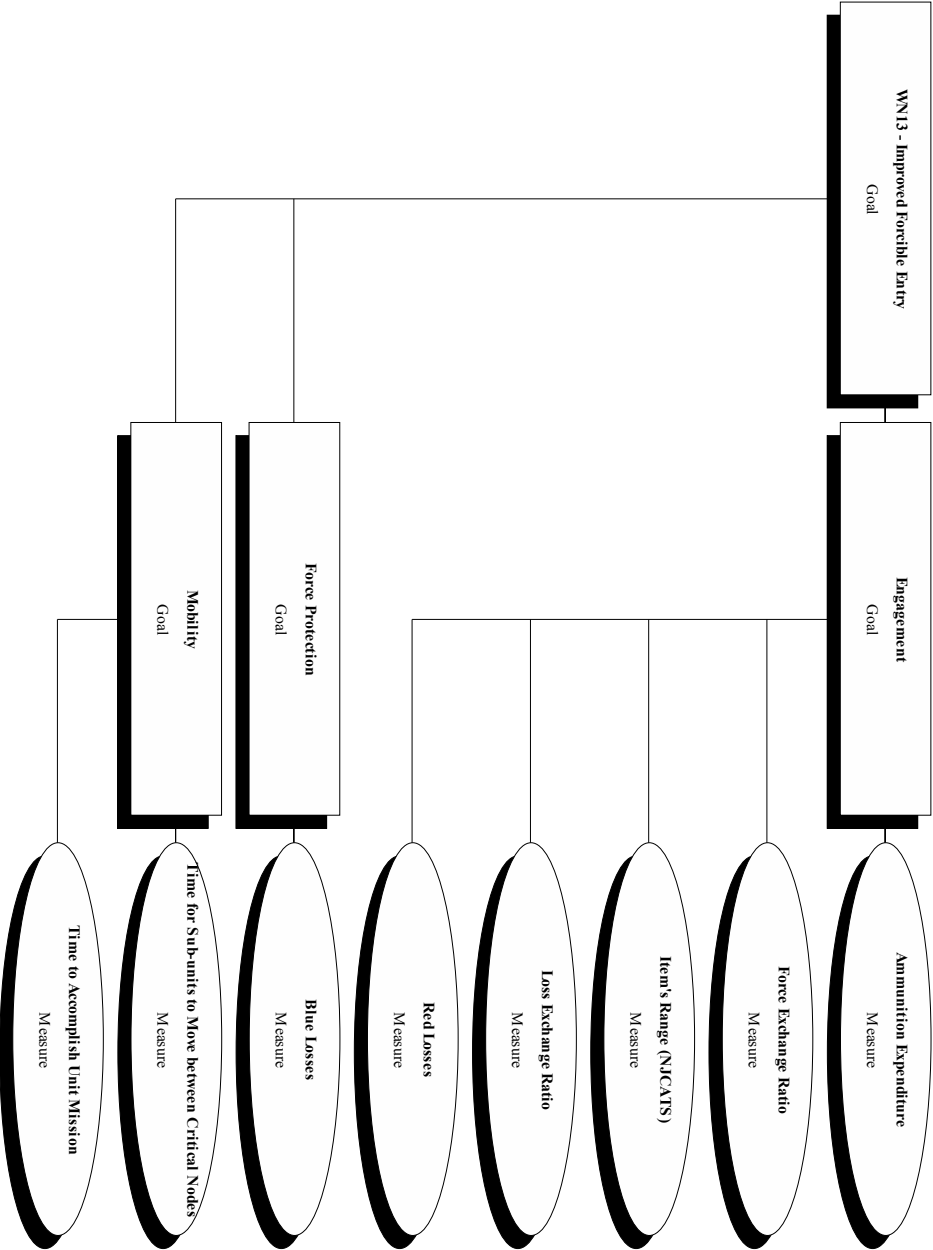 WN13 - Improved Forcible Entry
Goal
Engagement
Goal
Ammunition Expenditure
Measure
Force Exchange Ratio
Measure
Item's Range (NJCATS)
Measure
Loss Exchange Ratio
Measure
Red Losses
Measure
Force Protection
Goal
Blue Losses
Measure
Mobility
Goal
Time for Sub-units to Move between Critical Nodes
Measure
Time to Accomplish Unit Mission
Measure